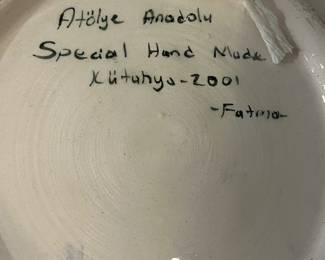 Atölye Anadolu
Special Hand Made
Kütahya-2001
-Fatma-